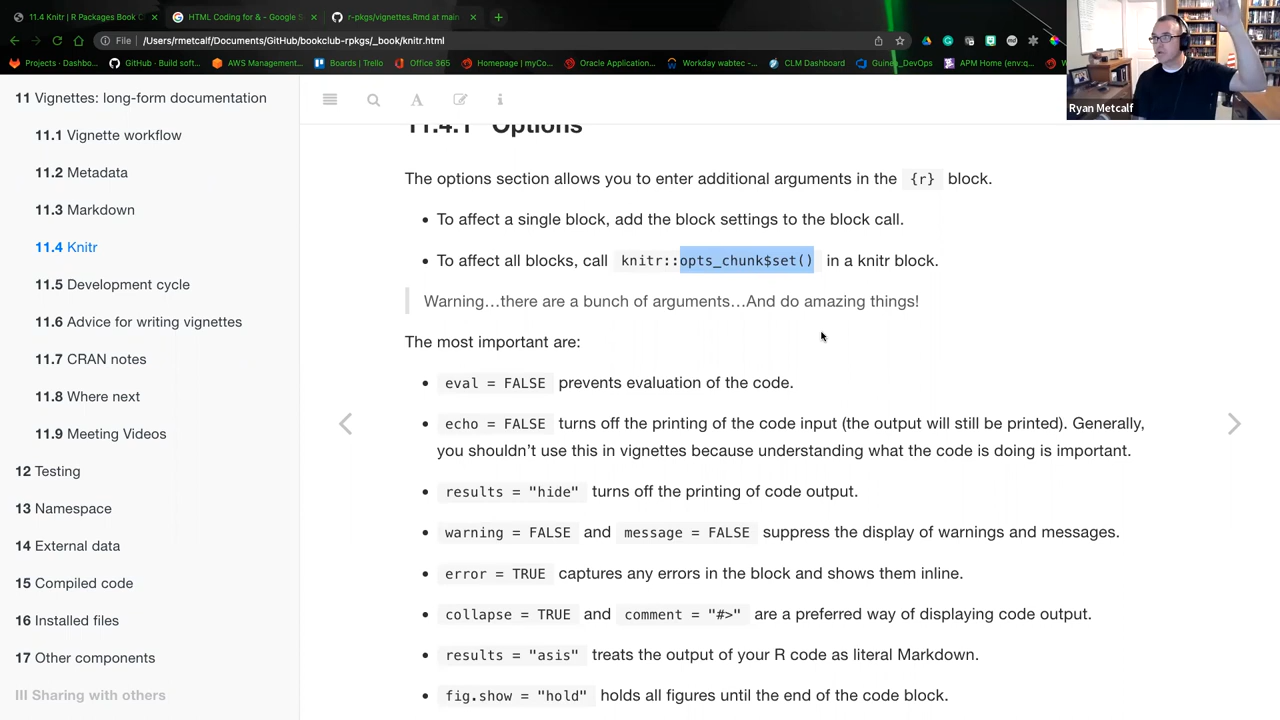 11.4 Knitr | R Packages Book C
HTML Coding for & - Google S
r-pkgs/vignettes.Rmd at main
File /Users/rmetcalf/Documents/GitHub/bookclub-rpkgs/_book/knitr.html
Projects - Dashbo...
GitHub - Build soft...
AWS Management...
Boards | Trello
Office 365
Homepage | myCo...
Oracle Application...
Workday wabtec -...
CLM Dashboard
Guinea_DevOps
APM Home (env:q...
Ryan Metcalf
11 Vignettes: long-form documentation
11.1 Vignette workflow
11.2 Metadata
11.3 Markdown
11.4 Knitr
11.5 Development cycle
11.6 Advice for writing vignettes
11.7 CRAN notes
11.8 Where next
11.9 Meeting Videos
12 Testing
13 Namespace
14 External data
15 Compiled code
16 Installed files
17 Other components
III Sharing with others
11.4.1 Options
The options section allows you to enter additional arguments in the {r} block.
• To affect a single block, add the block settings to the block call.
• To affect all blocks, call knitr::opts_chunk$set() in a knitr block.
Warning...there are a bunch of arguments...And do amazing things!
The most important are:
• eval = FALSE prevents evaluation of the code.
• echo = FALSE turns off the printing of the code input (the output will still be printed). Generally,
you shouldn't use this in vignettes because understanding what the code is doing is important.
• results = "hide" turns off the printing of code output.
• warning = FALSE and message = FALSE suppress the display of warnings and messages.
• error = TRUE captures any errors in the block and shows them inline.
• collapse = TRUE and comment = "#>" are a preferred way of displaying code output.
• results = "asis" treats the output of your R code as literal Markdown.
• fig.show = "hold" holds all figures until the end of the code block.